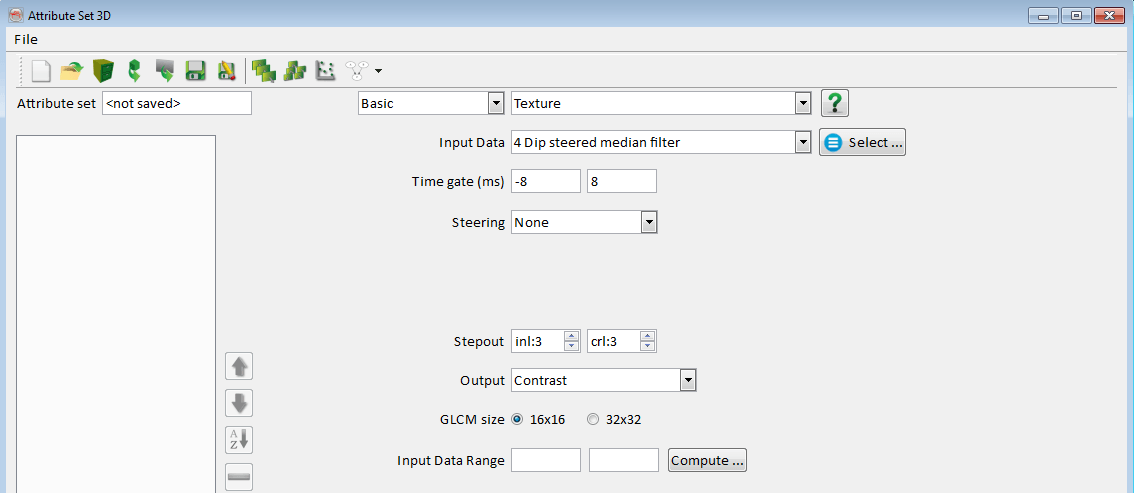 Attribute Set 3D
File
Attribute set <not saved> Basic Texture ?
Input Data 4 Dip steered median filter Select ...
Time gate (ms) -8 8
Steering None
Stepout inl:3 crl:3
Output Contrast
A
Z
GLCM size 16x16 32x32
Input Data Range Compute ...